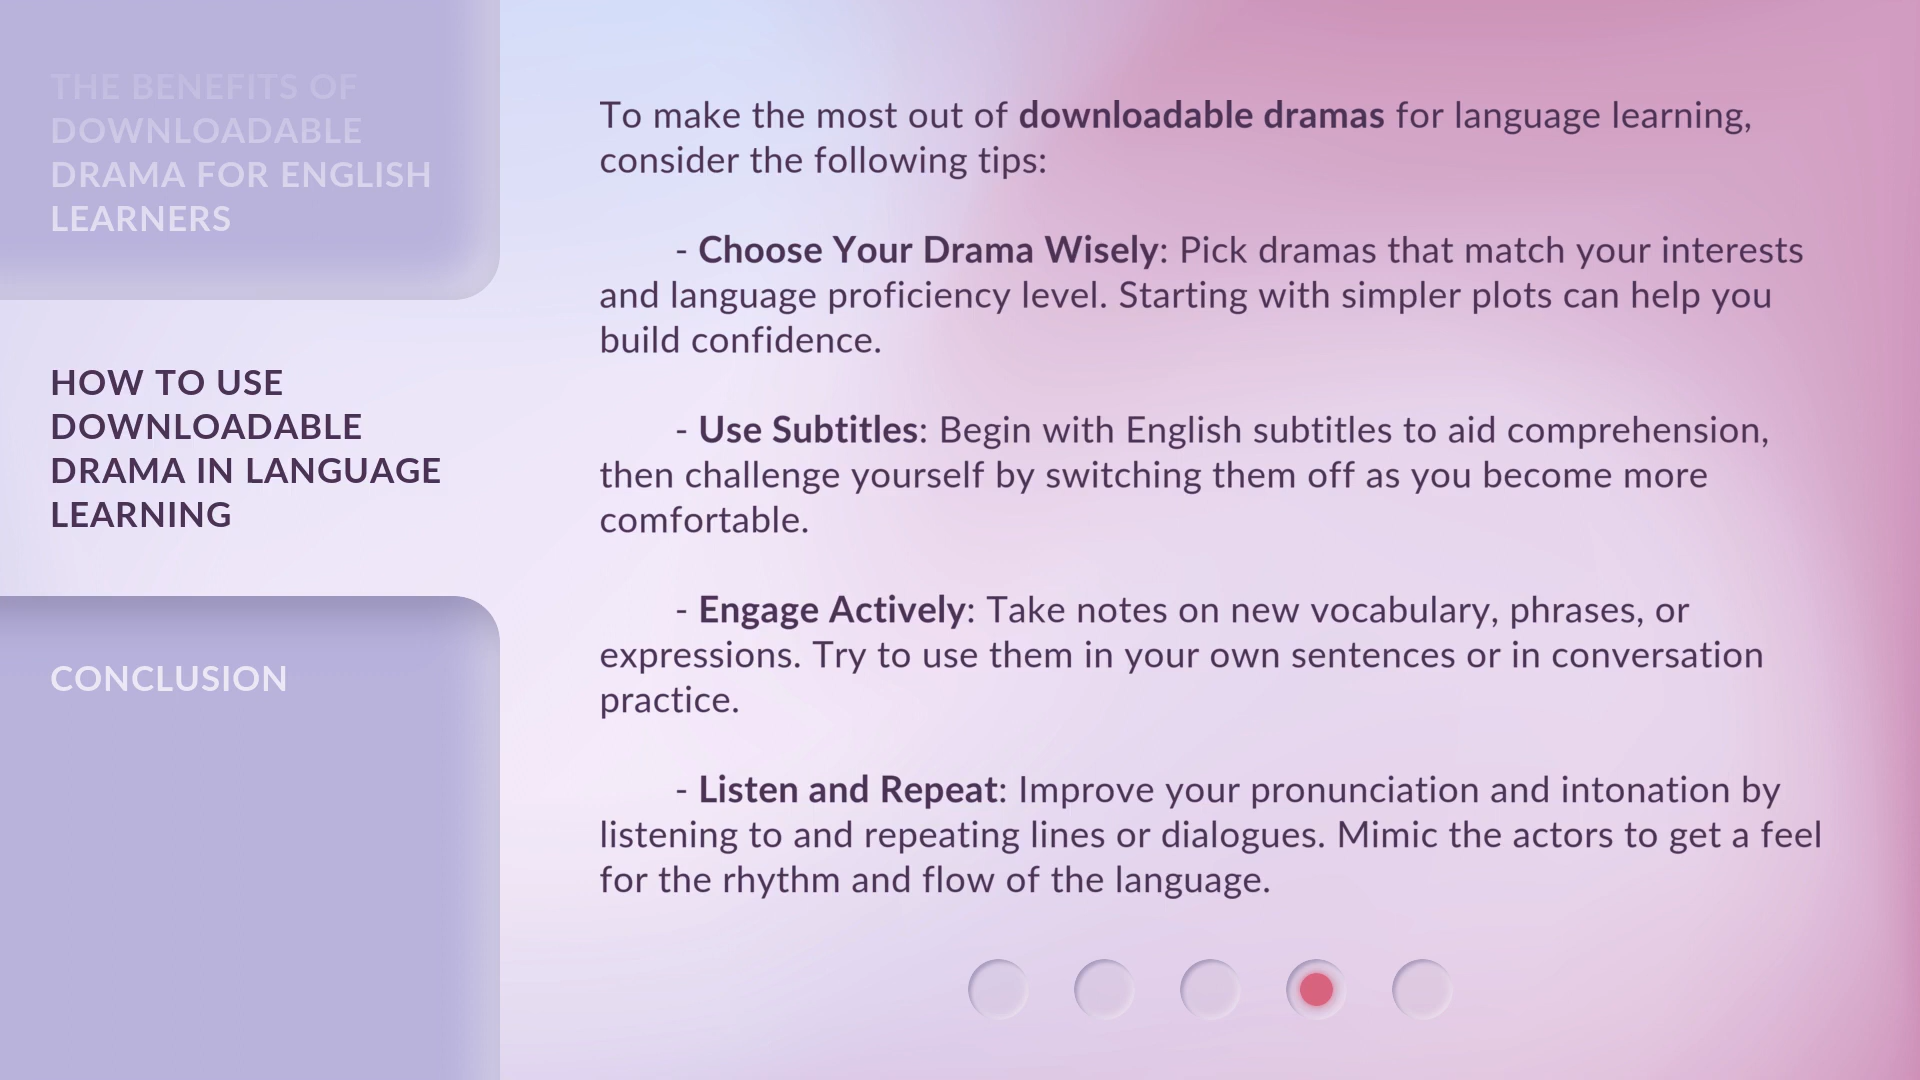 THE BENEFITS OF
DOWNLOADABLE
DRAMA FOR ENGLISH
LEARNERS
HOW TO USE
DOWNLOADABLE
DRAMA IN LANGUAGE
LEARNING
CONCLUSION
To make the most out of downloadable dramas for language learning,
consider the following tips:
- Choose Your Drama Wisely: Pick dramas that match your interests
and language proficiency level. Starting with simpler plots can help you
build confidence.
- Use Subtitles: Begin with English subtitles to aid comprehension,
then challenge yourself by switching them off as you become more
comfortable.
- Engage Actively: Take notes on new vocabulary, phrases, or
expressions. Try to use them in your own sentences or in conversation
practice.
- Listen and Repeat: Improve your pronunciation and intonation by
listening to and repeating lines or dialogues. Mimic the actors to get a feel
for the rhythm and flow of the language.